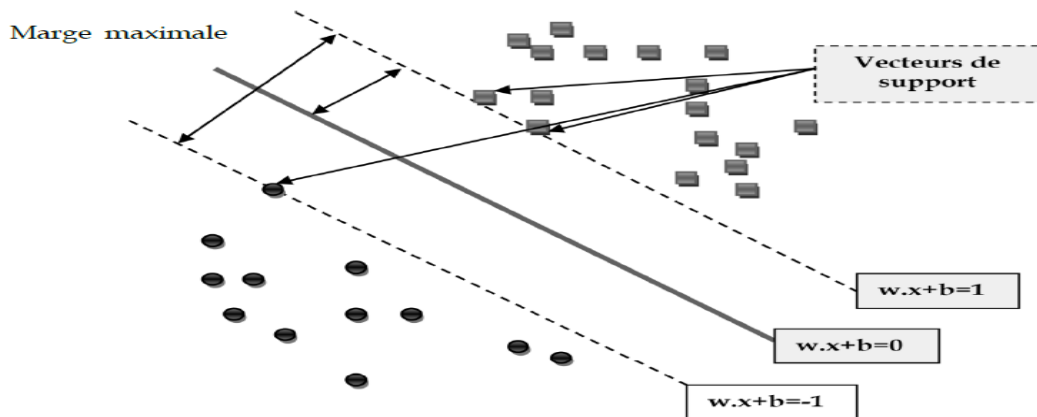 Marge maximale
Vecteurs de
support
w.x+b=1
w.x+b=0
w.x+b=-1